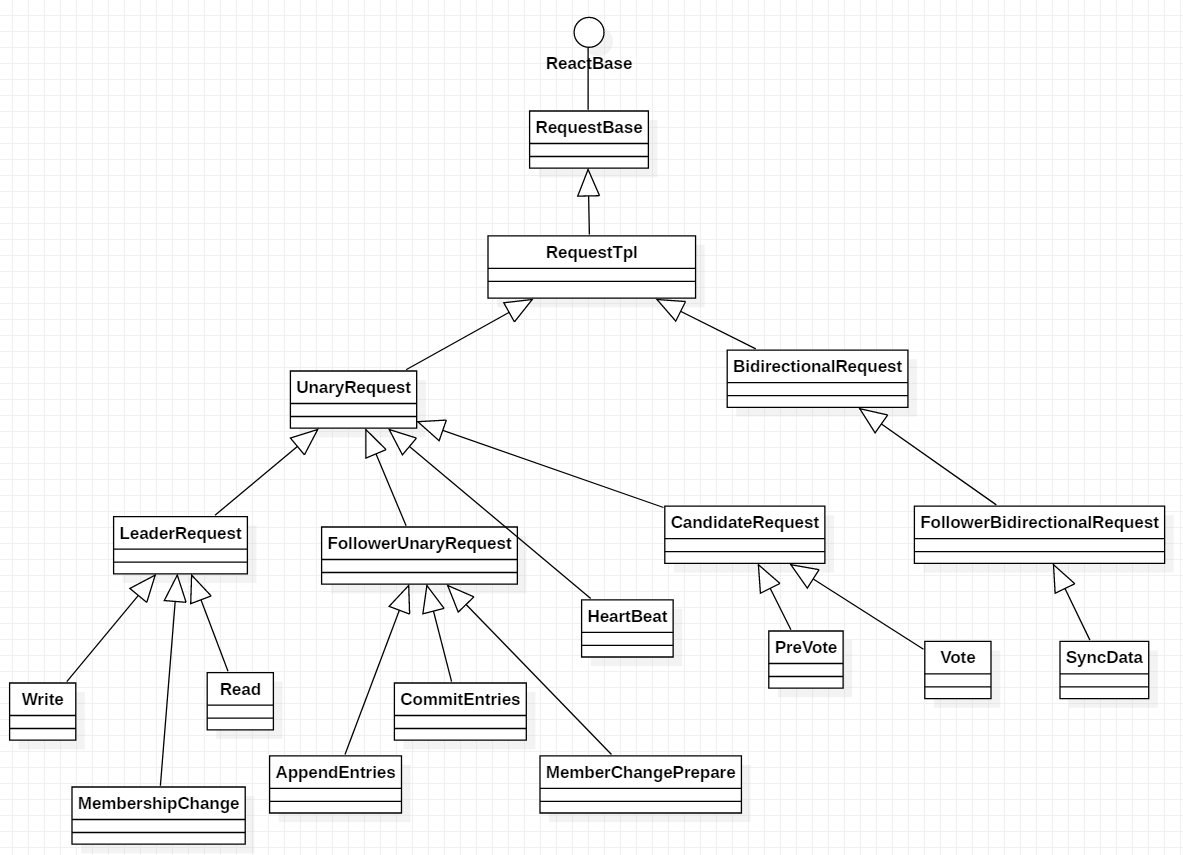 ReactBase
RequestBase
RequestTpl
BidirectionalRequest
UnaryRequest
CandidateRequest
FollowerBidirectionalRequest
LeaderRequest
FollowerUnaryRequest
HeartBeat
PreVote
Vote
SyncData
Read
Write
CommitEntries
AppendEntries
MemberChangePrepare
MembershipChange